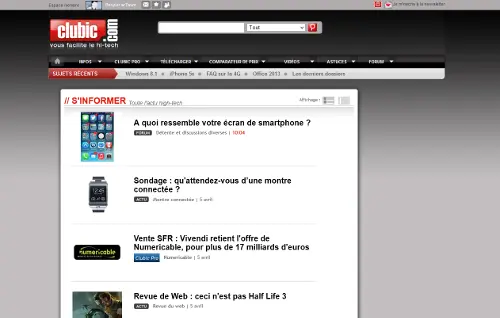 Espace membre
Rejoindre la newsletter
clubic.com
vous facilite le hi-tech
Tout
INFOS
CLUBIC PRO
TÉLÉCHARGER
COMPARATEUR DE PRIX
VIDÉOS
ASTUCES
FORUM
SUJETS RÉCENTS
Windows 8.1
iPhone 5s
FAQ sur la 4G
Office 2013
Les derniers dossiers
// S'INFORMER Toute l'actu high-tech
Affichage :
A quoi ressemble votre écran de smartphone ?
FORUM Détente et discussions diverses | 10:04
Sondage : qu'attendez-vous d'une montre
connectée ?
ACTU Montre connectée | 5 avril
Vente SFR : Vivendi retient l'offre de
Numericable, pour plus de 17 milliards d'euros
numericable
Clubic Pro Numericable | 5 avril
Revue de Web : ceci n'est pas Half Life 3
ACTU Revue du web | 5 avril